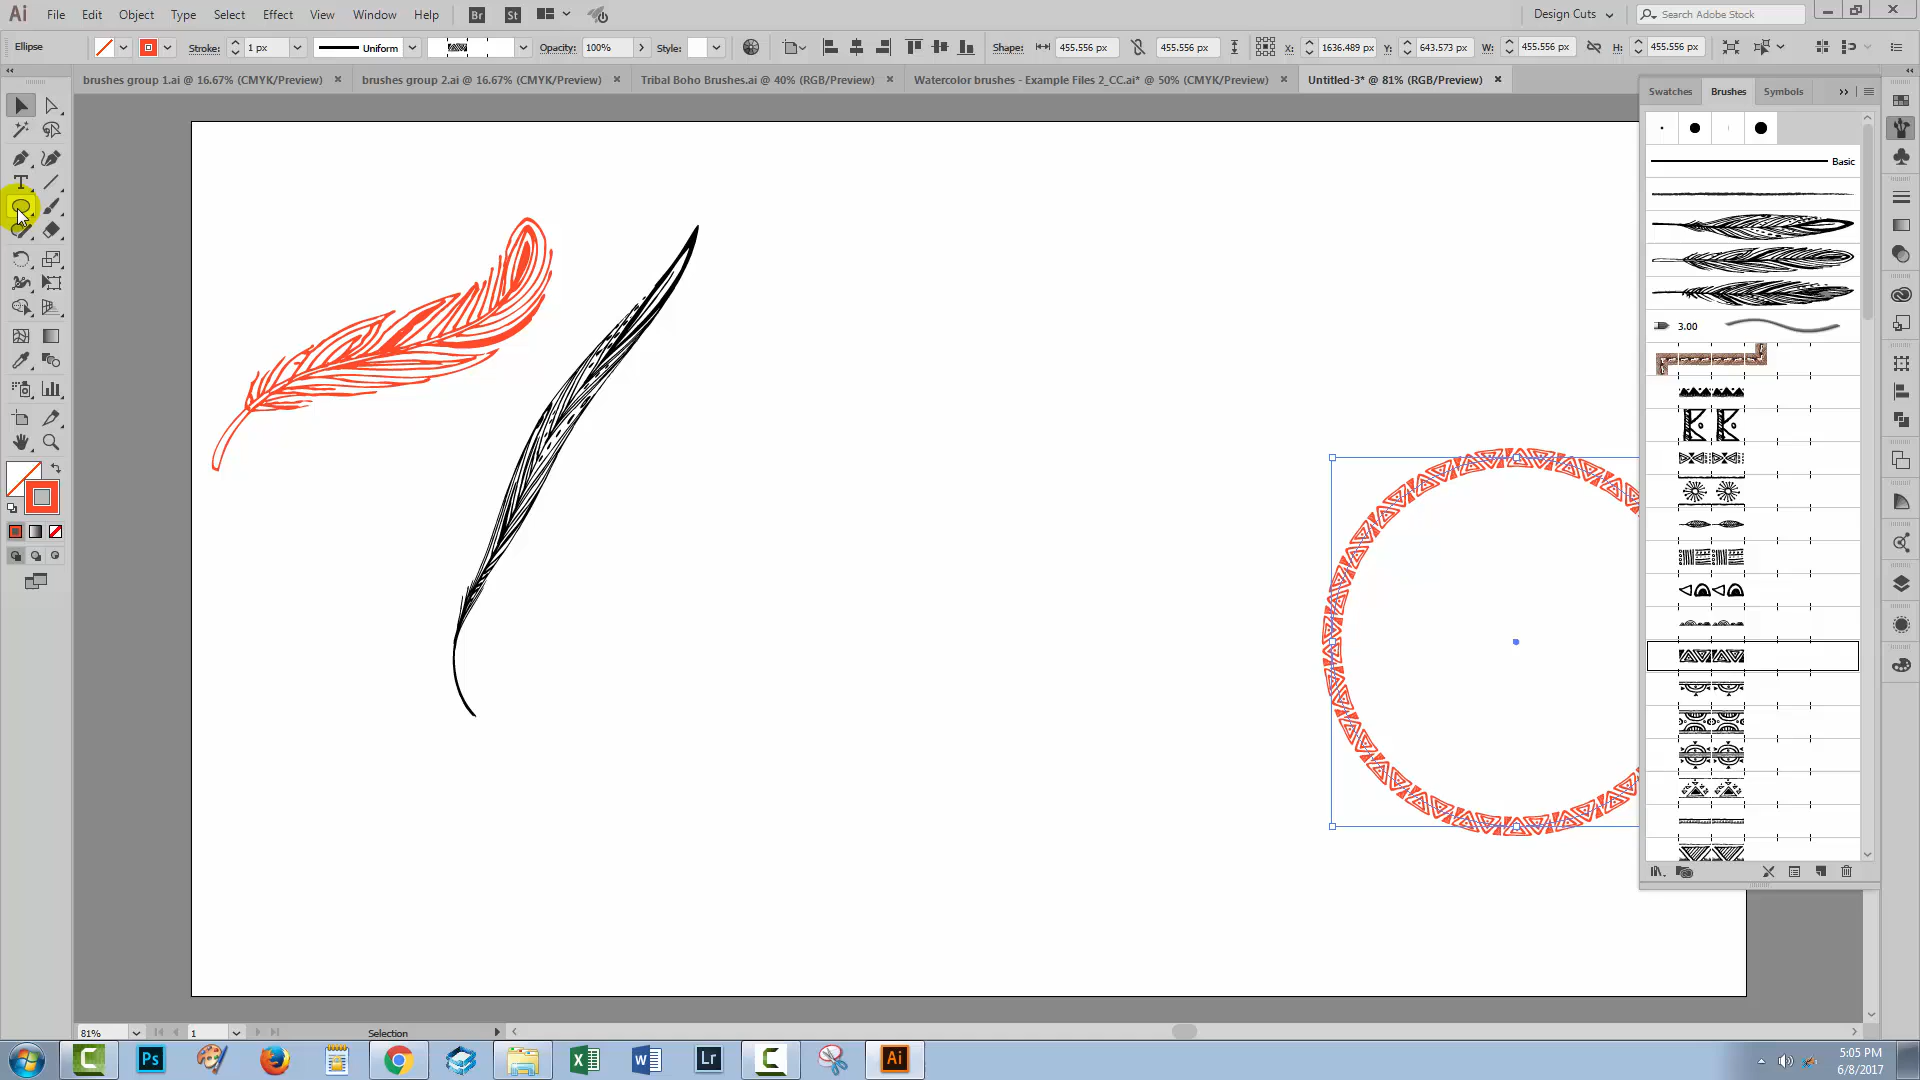 Ai File Edit Object Type Select Effect View Window Help Br St Design Cuts Search Adobe Stock
Ellipse Stroke: 1 px Uniform Opacity: 100% Style: Shape: 455.556 px 455.556 px X: 1636.489 px Y: 643.573 px W: 455.556 px H: 455.556 px
brushes group 1.ai @ 16.67% (CMYK/Preview) brushes group 2.ai @ 16.67% (CMYK/Preview) Tribal Boho Brushes.ai @ 40% (RGB/Preview) Watercolor brushes - Example Files 2_CC.ai* @ 50% (CMYK/Preview) Untitled-3* @ 81% (RGB/Preview)
Swatches Brushes Symbols
Basic
3.00
81% 1 Selection
Ps Lr Ai
5:05 PM
6/8/2017